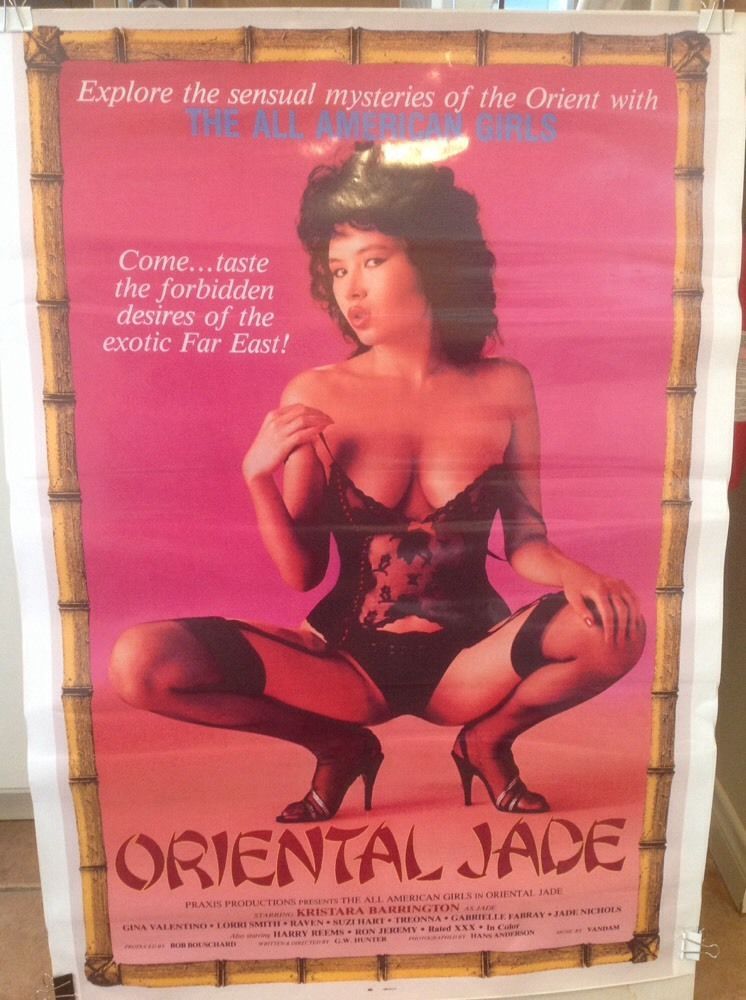 Explore the sensual mysteries of the Orient with
THE ALL AMERICAN GIRLS
Come...taste
the forbidden
desires of the
exotic Far East!
ORIENTAL JADE
PRAXIS PRODUCTIONS PRESENTS THE ALL AMERICAN GIRLS IN ORIENTAL JADE
STARRING KRISTARA BARRINGTON AS JADE
GINA VALENTINO • LORRI SMITH • RAVEN • SUZI HART • TREONNA • GABRIELLE FABRAY • JADE NICHOLS
Also starring HARRY REEMS • RON JEREMY • Rated XXX • In Color
PRODUCED BY BOB BOUSCHARD WRITTEN & DIRECTED BY G.W. HUNTER PHOTOGRAPHED BY HANS ANDERSON MUSIC BY VANDAM